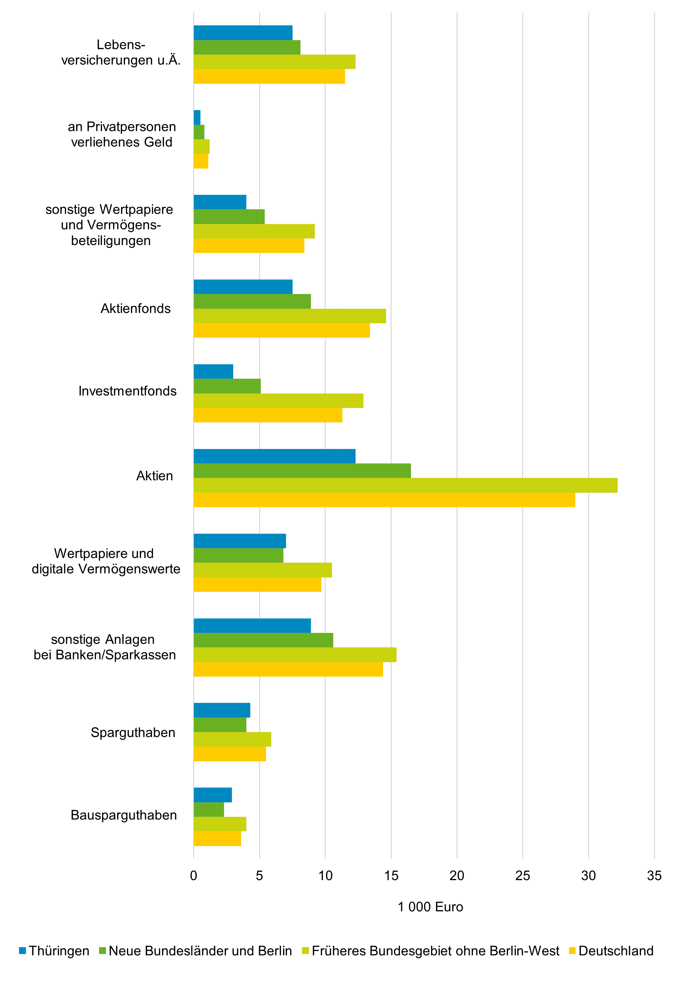 Lebens-
versicherungen u.Ä.
an Privatpersonen
verliehenes Geld
sonstige Wertpapiere
und Vermögens-
beteiligungen
Aktienfonds
Investmentfonds
Aktien
Wertpapiere und
digitale Vermögenswerte
sonstige Anlagen
bei Banken/Sparkassen
Sparguthaben
Bausparguthaben
0 5 10 15 20 25 30 35
1 000 Euro
Thüringen Neue Bundesländer und Berlin Früheres Bundesgebiet ohne Berlin-West Deutschland